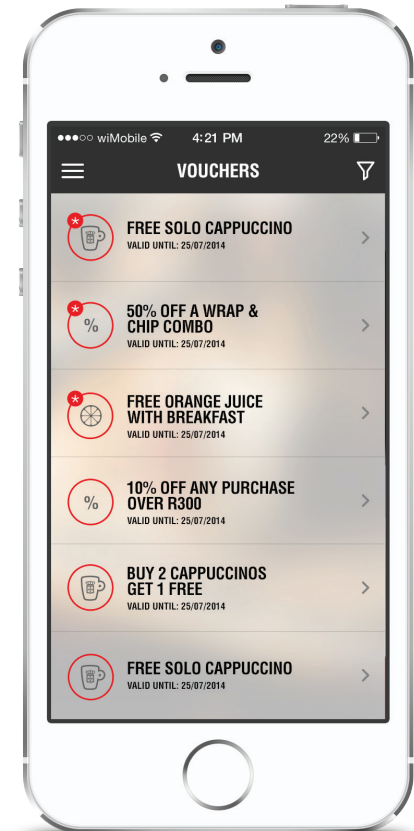 wiMobile 4:21 PM 22%
VOUCHERS
FREE SOLO CAPPUCCINO
VALID UNTIL: 25/07/2014
%
50% OFF A WRAP &
CHIP COMBO
VALID UNTIL: 25/07/2014
FREE ORANGE JUICE
WITH BREAKFAST
VALID UNTIL: 25/07/2014
%
10% OFF ANY PURCHASE
OVER R300
VALID UNTIL: 25/07/2014
BUY 2 CAPPUCCINOS
GET 1 FREE
VALID UNTIL: 25/07/2014
FREE SOLO CAPPUCCINO
VALID UNTIL: 25/07/2014